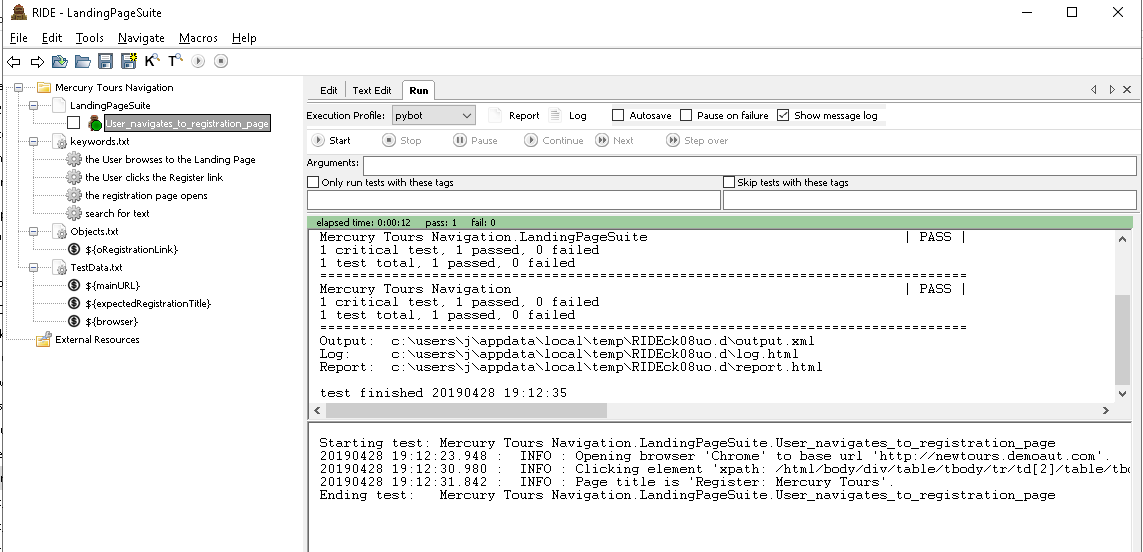 RIDE - LandingPageSuite
File Edit Tools Navigate Macros Help
Mercury Tours Navigation
LandingPageSuite
User_navigates_to_registration_page
keywords.txt
the User browses to the Landing Page
the User clicks the Register link
the registration page opens
search for text
Objects.txt
${oRegistrationLink}
TestData.txt
${mainURL}
${expectedRegistrationTitle}
${browser}
External Resources
Edit Text Edit Run
Execution Profile: pybot Report Log Autosave Pause on failure Show message log
Start Stop Pause Continue Next Step over
Arguments:
Only run tests with these tags Skip tests with these tags
elapsed time: 0:00:12 pass: 1 fail: 0
Mercury Tours Navigation.LandingPageSuite | PASS |
1 critical test, 1 passed, 0 failed
1 test total, 1 passed, 0 failed
==============================================================================
Mercury Tours Navigation | PASS |
1 critical test, 1 passed, 0 failed
1 test total, 1 passed, 0 failed
==============================================================================
Output: c:\users\j\appdata\local\temp\RIDEck08uo.d\output.xml
Log: c:\users\j\appdata\local\temp\RIDEck08uo.d\log.html
Report: c:\users\j\appdata\local\temp\RIDEck08uo.d\report.html
test finished 20190428 19:12:35
Starting test: Mercury Tours Navigation.LandingPageSuite.User_navigates_to_registration_page
20190428 19:12:23.948 : INFO : Opening browser 'Chrome' to base url 'http://newtours.demoaut.com'.
20190428 19:12:30.980 : INFO : Clicking element 'xpath: /html/body/div/table/tbody/tr/td[2]/table/tbo
20190428 19:12:31.842 : INFO : Page title is 'Register: Mercury Tours'.
Ending test: Mercury Tours Navigation.LandingPageSuite.User_navigates_to_registration_page